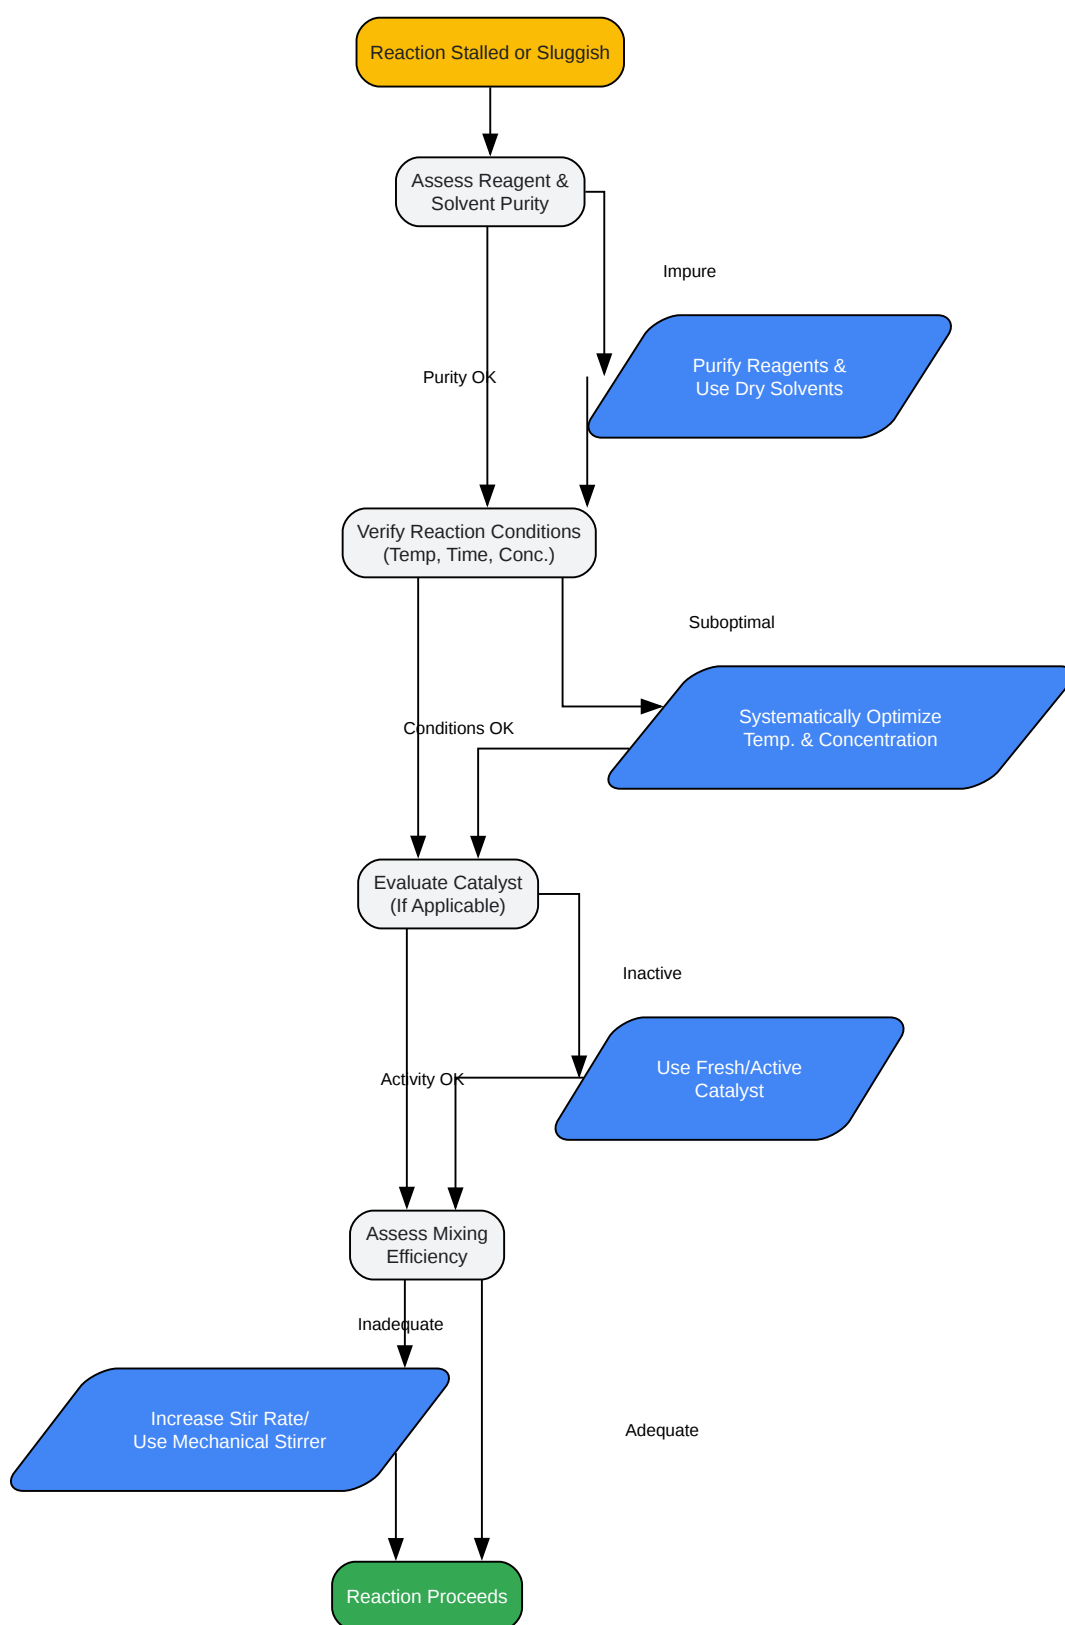 Reaction Stalled or Sluggish
Assess Reagent &
Solvent Purity
Impure
Purify Reagents &
Use Dry Solvents
Purity OK
Verify Reaction Conditions
(Temp, Time, Conc.)
Suboptimal
Systematically Optimize
Temp. & Concentration
Conditions OK
Evaluate Catalyst
(If Applicable)
Inactive
Use Fresh/Active
Catalyst
Activity OK
Assess Mixing
Efficiency
Inadequate
Increase Stir Rate/
Use Mechanical Stirrer
Adequate
Reaction Proceeds